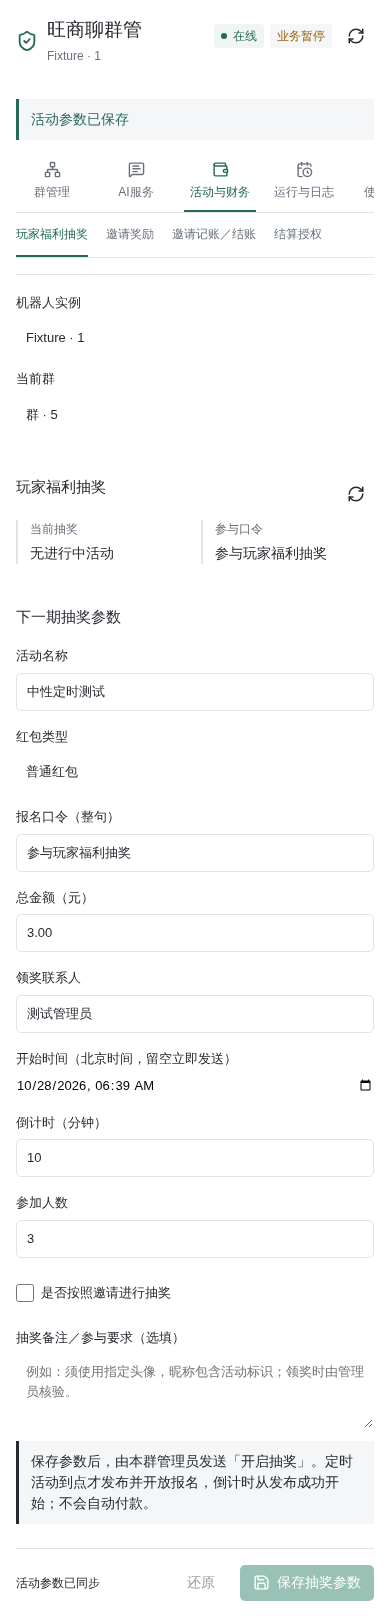 旺商聊群管
Fixture · 1
在线
业务暂停
活动参数已保存
群管理
AI服务
活动与财务
运行与日志
玩家福利抽奖
邀请奖励
邀请记账／结账
结算授权
机器人实例
Fixture · 1
当前群
群 · 5
玩家福利抽奖
当前抽奖
无进行中活动
参与口令
参与玩家福利抽奖
下一期抽奖参数
活动名称
中性定时测试
红包类型
普通红包
报名口令（整句）
参与玩家福利抽奖
总金额（元）
3.00
领奖联系人
测试管理员
开始时间（北京时间，留空立即发送）
10/28/2026, 06:39 AM
倒计时（分钟）
10
参加人数
3
是否按照邀请进行抽奖
抽奖备注／参与要求（选填）
例如：须使用指定头像，昵称包含活动标识；领奖时由管理
员核验。
保存参数后，由本群管理员发送「开启抽奖」。定时
活动到点才发布并开放报名，倒计时从发布成功开
始；不会自动付款。
活动参数已同步
还原
保存抽奖参数